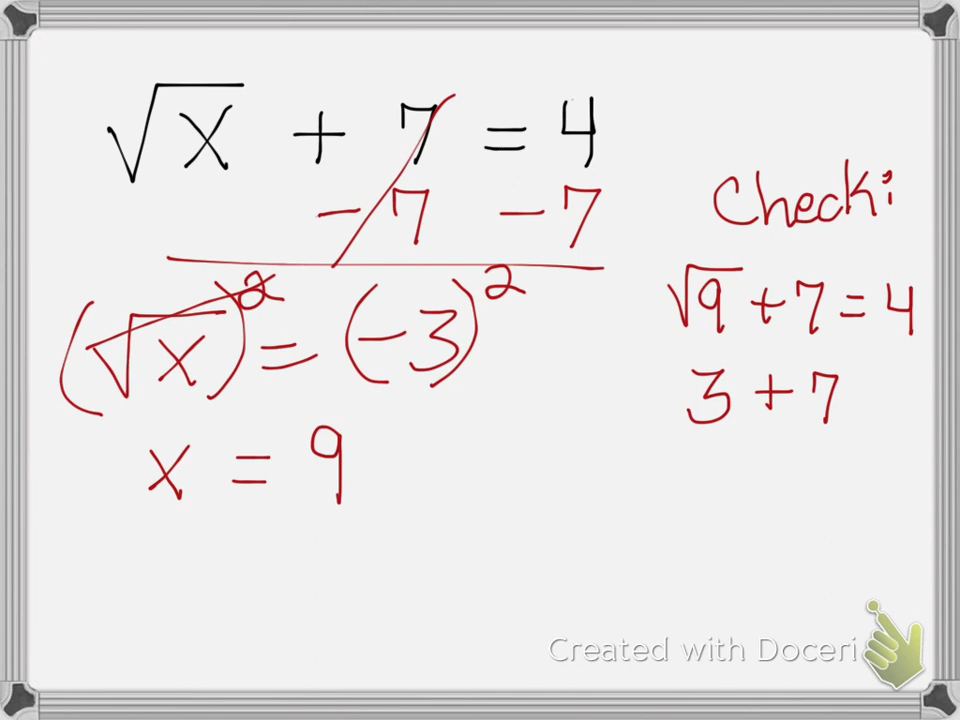 √x + 7 = 4
- 7 - 7
(√x)² = (-3)²
x = 9
Check:
√9 + 7 = 4
3 + 7
Created with Doceri